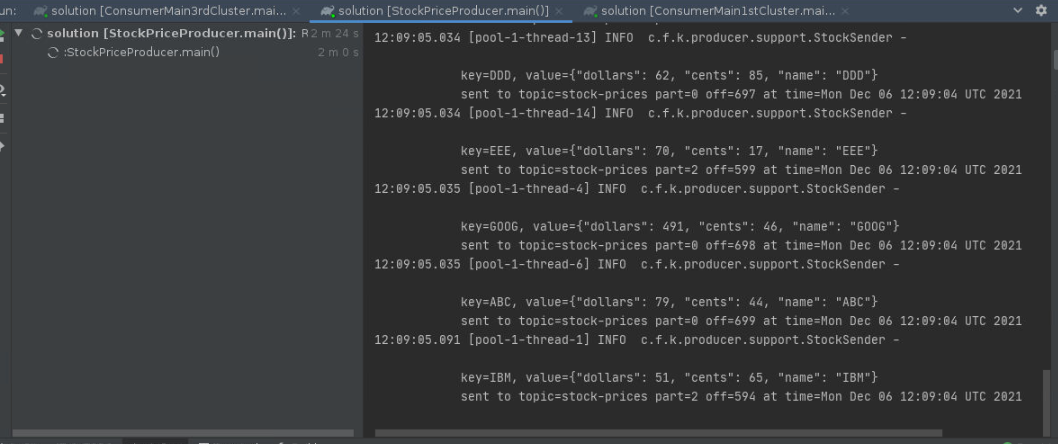 un: solution [ConsumerMain3rdCluster.mai... × solution [StockPriceProducer.main()] × solution [ConsumerMain1stCluster.mai... ×
solution [StockPriceProducer.main()]: R 2 m 24 s
:StockPriceProducer.main() 2 m 0 s
12:09:05.034 [pool-1-thread-13] INFO c.f.k.producer.support.StockSender -
key=DDD, value={"dollars": 62, "cents": 85, "name": "DDD"}
sent to topic=stock-prices part=0 off=697 at time=Mon Dec 06 12:09:04 UTC 2021
12:09:05.034 [pool-1-thread-14] INFO c.f.k.producer.support.StockSender -
key=EEE, value={"dollars": 70, "cents": 17, "name": "EEE"}
sent to topic=stock-prices part=2 off=599 at time=Mon Dec 06 12:09:04 UTC 2021
12:09:05.035 [pool-1-thread-4] INFO c.f.k.producer.support.StockSender -
key=GOOG, value={"dollars": 491, "cents": 46, "name": "GOOG"}
sent to topic=stock-prices part=0 off=698 at time=Mon Dec 06 12:09:04 UTC 2021
12:09:05.035 [pool-1-thread-6] INFO c.f.k.producer.support.StockSender -
key=ABC, value={"dollars": 79, "cents": 44, "name": "ABC"}
sent to topic=stock-prices part=0 off=699 at time=Mon Dec 06 12:09:04 UTC 2021
12:09:05.091 [pool-1-thread-1] INFO c.f.k.producer.support.StockSender -
key=IBM, value={"dollars": 51, "cents": 65, "name": "IBM"}
sent to topic=stock-prices part=2 off=594 at time=Mon Dec 06 12:09:04 UTC 2021